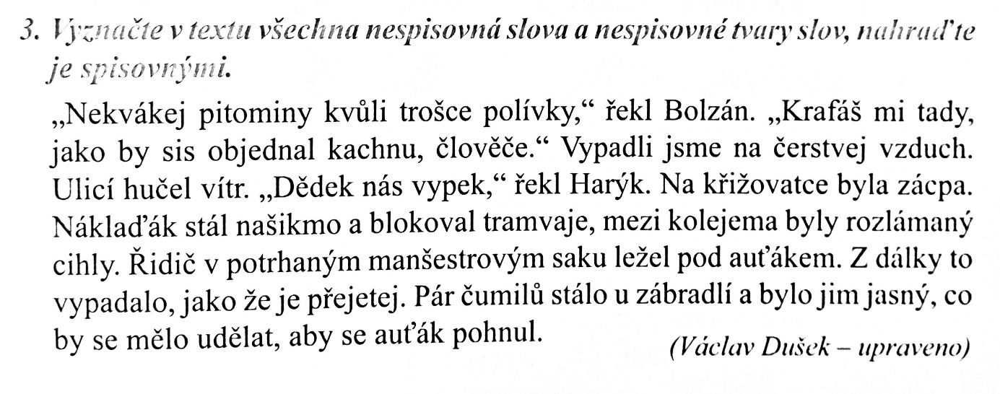 3. Vyznačte v textu všechna nespisovná slova a nespisovné tvary slov, nahraďte
je spisovnými.
„Nekvákej pitominy kvůli trošce polívky,“ řekl Bolzán. „Krafáš mi tady,
jako by sis objednal kachnu, člověče.“ Vypadli jsme na čerstvej vzduch.
Ulicí hučel vítr. „Dědek nás vypek,“ řekl Harýk. Na křižovatce byla zácpa.
Náklaďák stál našikmo a blokoval tramvaje, mezi kolejema byly rozlámaný
cihly. Řidič v potrhaným manšestrovým saku ležel pod auťákem. Z dálky to
vypadalo, jako že je přejetej. Pár čumilů stálo u zábradlí a bylo jim jasný, co
by se mělo udělat, aby se auťák pohnul.
(Václav Dušek – upraveno)